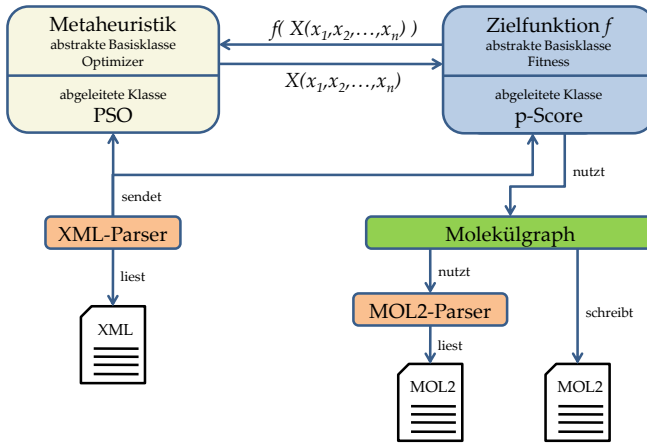 Metaheuristik
abstrakte Basisklasse
Optimizer
abgeleitete Klasse
PSO
f( X(x₁,x₂,…,xₙ) )
X(x₁,x₂,…,xₙ)
Zielfunktion f
abstrakte Basisklasse
Fitness
abgeleitete Klasse
p-Score
sendet
nutzt
XML-Parser
Molekülgraph
liest
nutzt
XML
MOL2-Parser
schreibt
liest
MOL2
MOL2